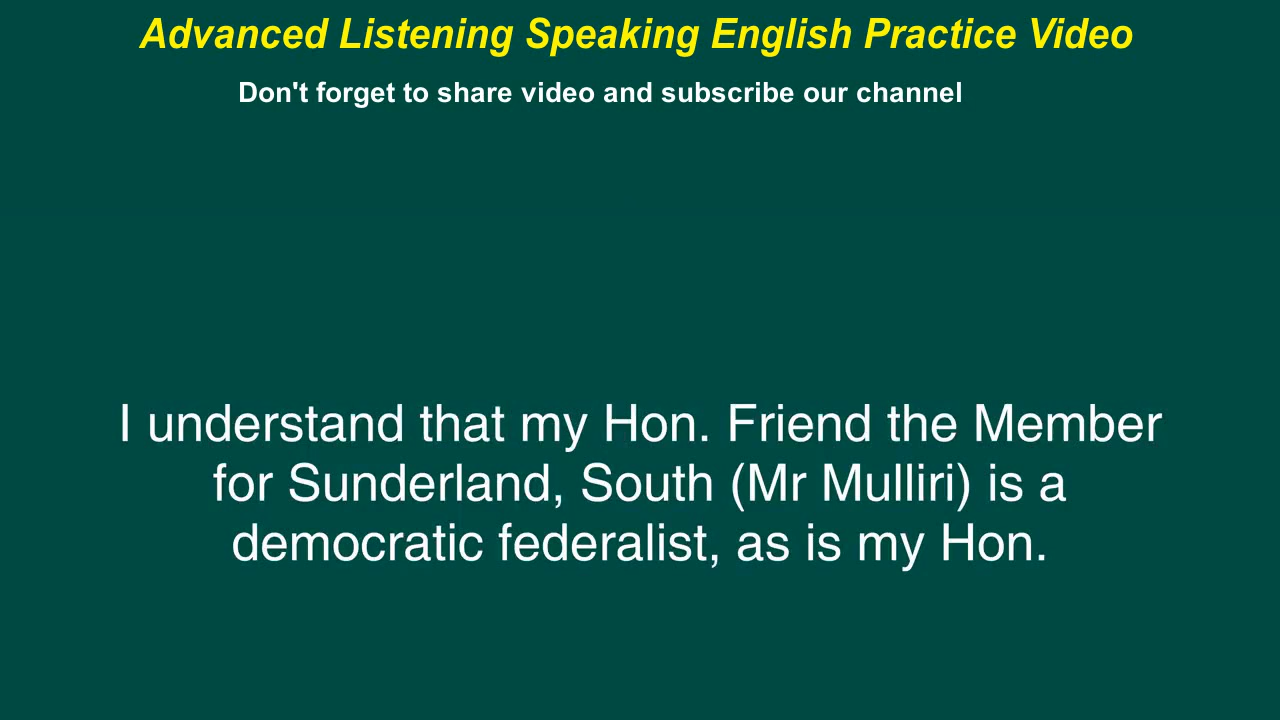 Advanced Listening Speaking English Practice Video
Don't forget to share video and subscribe our channel
I understand that my Hon. Friend the Member
for Sunderland, South (Mr Mulliri) is a
democratic federalist, as is my Hon.